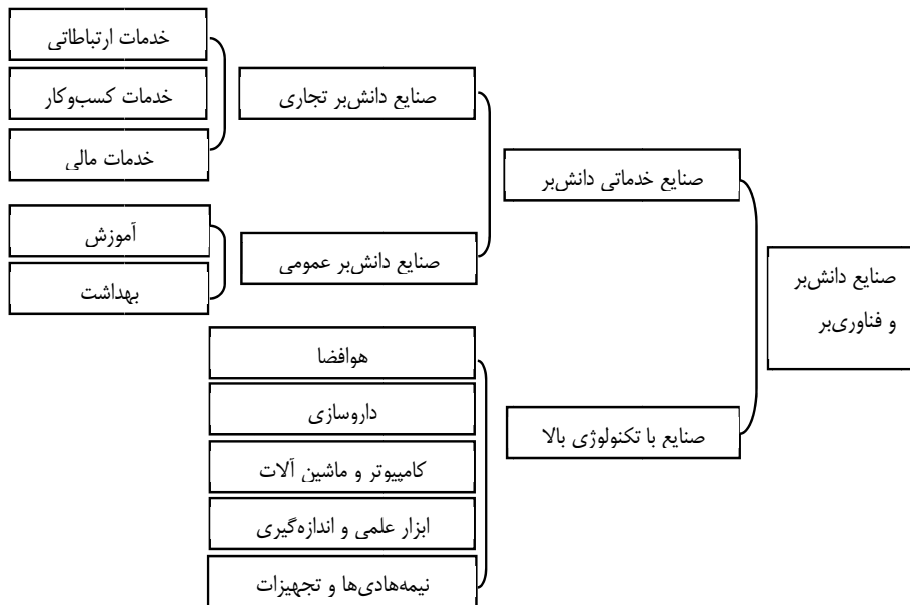 صنایع دانش‌بر
و فناوری‌بر
صنایع خدماتی دانش‌بر
صنایع دانش‌بر تجاری
خدمات ارتباطاتی
خدمات کسب‌وکار
خدمات مالی
صنایع دانش‌بر عمومی
آموزش
بهداشت
صنایع با تکنولوژی بالا
هوافضا
داروسازی
کامپیوتر و ماشین آلات
ابزار علمی و اندازه‌گیری
نیمه‌هادی‌ها و تجهیزات